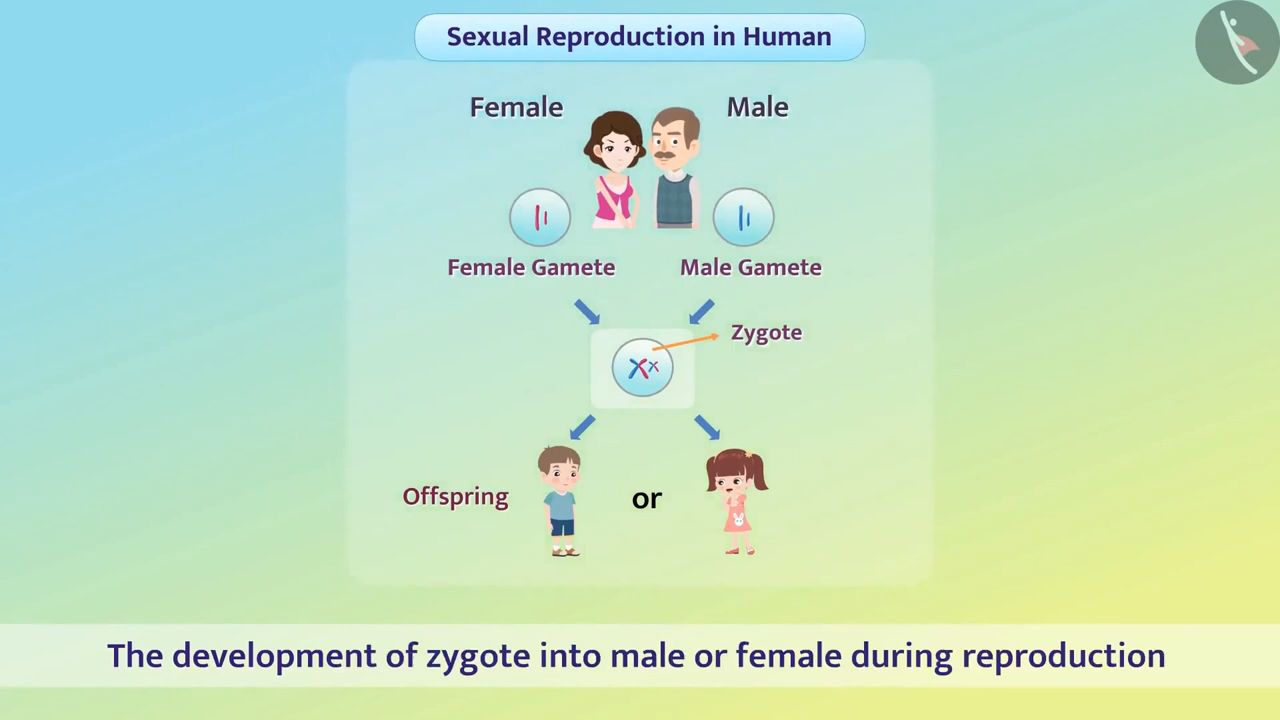 Sexual Reproduction in Human
Female
Male
Female Gamete
Male Gamete
Zygote
Offspring
or
The development of zygote into male or female during reproduction